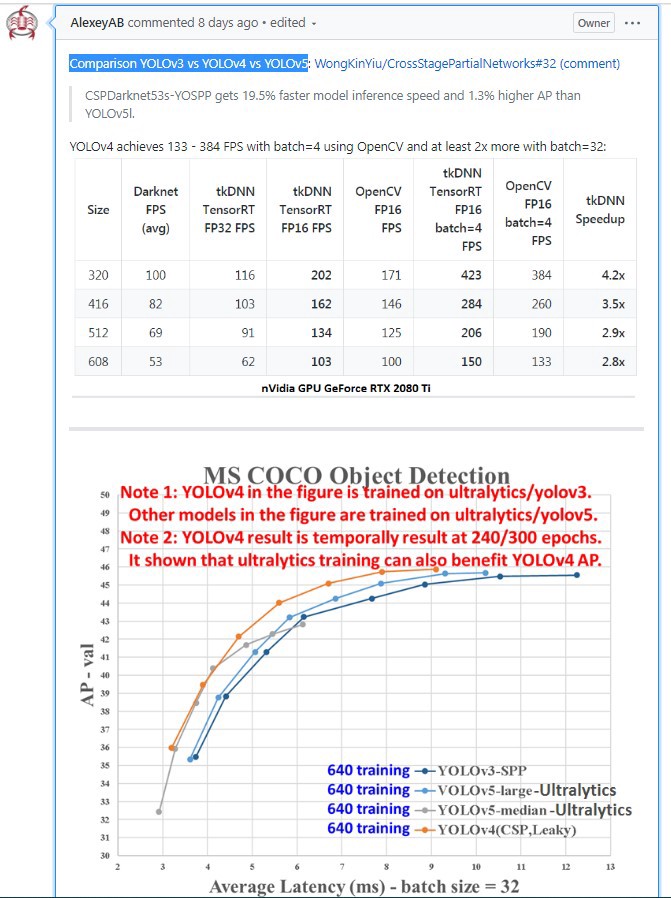 AlexeyAB commented 8 days ago • edited
Owner
Comparison YOLOv3 vs YOLOv4 vs YOLOv5: WongKinYiu/CrossStagePartialNetworks#32 (comment)
CSPDarknet53s-YOSPP gets 19.5% faster model inference speed and 1.3% higher AP than
YOLOv5l.
YOLOv4 achieves 133 - 384 FPS with batch=4 using OpenCV and at least 2x more with batch=32:
Size Darknet FPS (avg) tkDNN TensorRT FP32 FPS tkDNN TensorRT FP16 FPS OpenCV FP16 FPS tkDNN TensorRT FP16 batch=4 FPS OpenCV FP16 batch=4 FPS tkDNN Speedup
320 100 116 202 171 423 384 4.2x
416 82 103 162 146 284 260 3.5x
512 69 91 134 125 206 190 2.9x
608 53 62 103 100 150 133 2.8x
nVidia GPU GeForce RTX 2080 Ti
MS COCO Object Detection
Note 1: YOLOv4 in the figure is trained on ultralytics/yolov3.
Other models in the figure are trained on ultralytics/yolov5.
Note 2: YOLOv4 result is temporally result at 240/300 epochs.
It shown that ultralytics training can also benefit YOLOv4 AP.
AP - val
50
49
48
47
46
45
44
43
42
41
40
39
38
37
36
35
34
33
32
31
30
640 training YOLOv3-SPP
640 training YOLOv5-large-Ultralytics
640 training YOLOv5-median-Ultralytics
640 training YOLOv4(CSP,Leaky)
2 3 4 5 6 7 8 9 10 11 12 13
Average Latency (ms) - batch size = 32